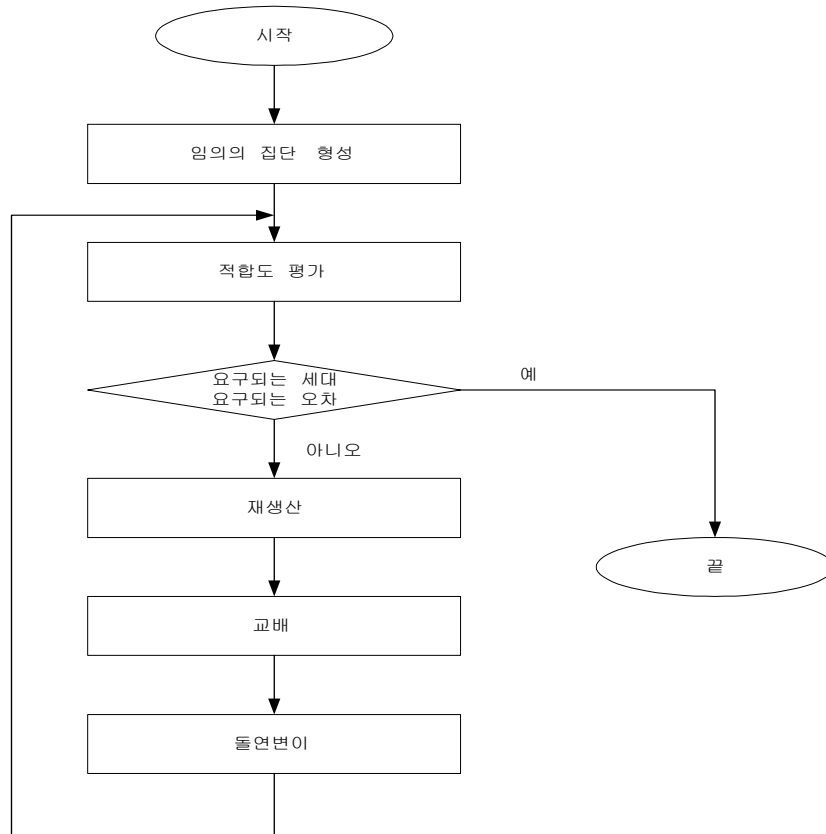 시작
임의의 집단 형성
적합도 평가
요구되는 세대
요구되는 오차
예
아니오
재생산
끝
교배
돌연변이